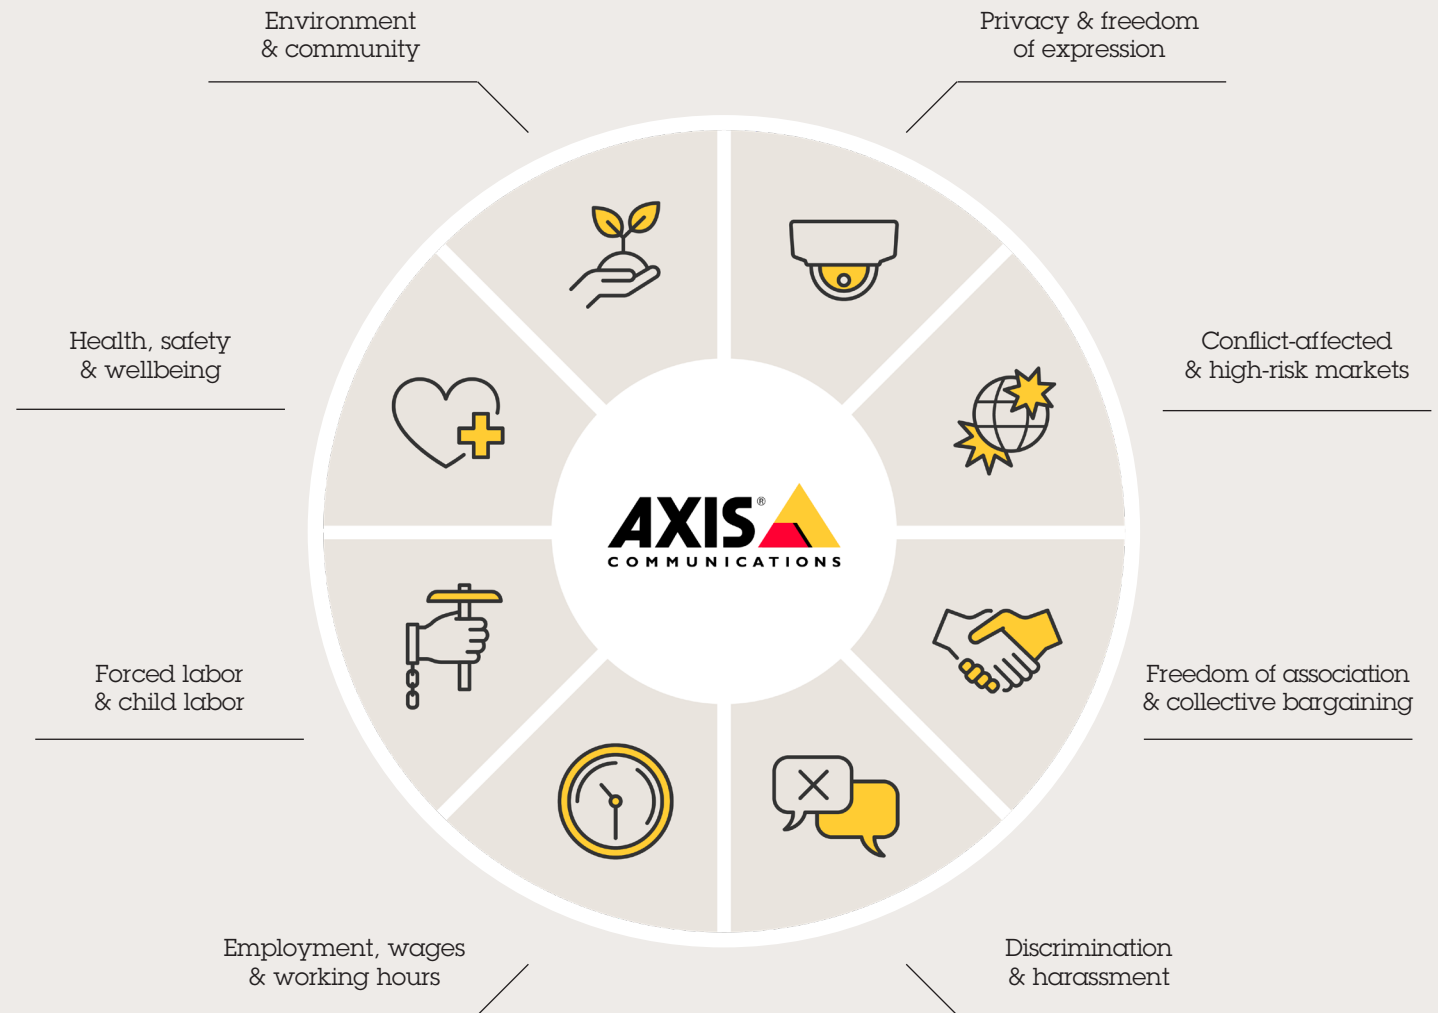 Environment
& community
Privacy & freedom
of expression
Health, safety
& wellbeing
Conflict-affected
& high-risk markets
AXIS®
COMMUNICATIONS
Forced labor
& child labor
Freedom of association
& collective bargaining
Employment, wages
& working hours
Discrimination
& harassment